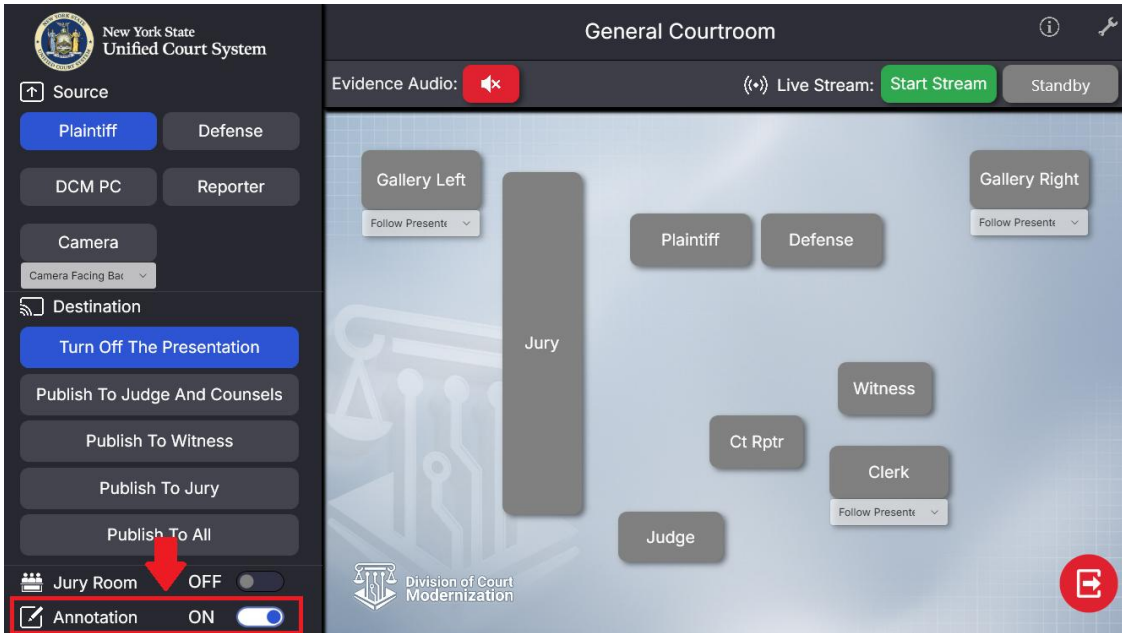 New York State
Unified Court System
General Courtroom
Source
Evidence Audio:
Live Stream:
Start Stream
Standby
Plaintiff
Defense
DCM PC
Reporter
Camera
Camera Facing Bac
Destination
Turn Off The Presentation
Publish To Judge And Counsels
Publish To Witness
Publish To Jury
Publish To All
Jury Room OFF
Annotation ON
Gallery Left
Follow Presente
Jury
Plaintiff
Defense
Gallery Right
Follow Presente
Witness
Ct Rptr
Clerk
Follow Presente
Judge
Division of Court
Modernization